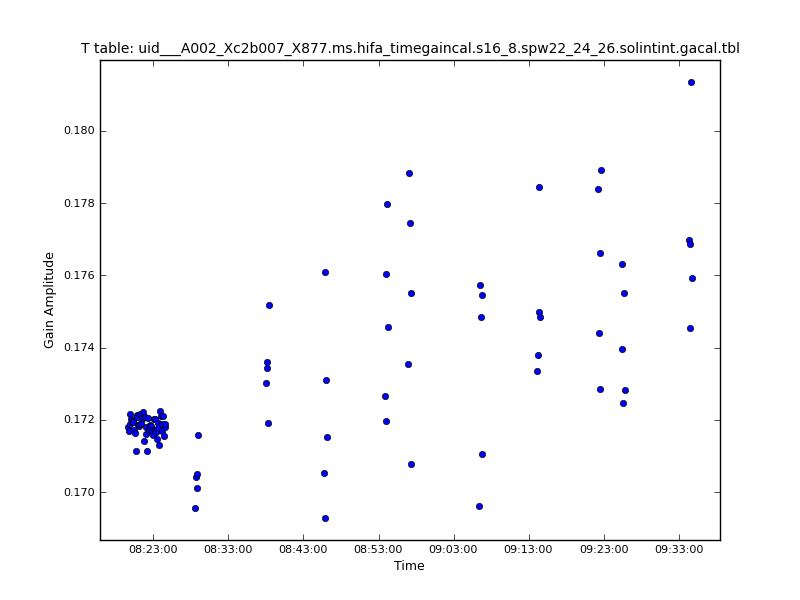 T table: uid___A002_Xc2b007_X877.ms.hifa_timegaincal.s16_8.spw22_24_26.solintint.gacal.tbl
0.180
0.178
0.176
0.174
0.172
0.170
Gain Amplitude
08:23:00 08:33:00 08:43:00 08:53:00 09:03:00 09:13:00 09:23:00 09:33:00
Time